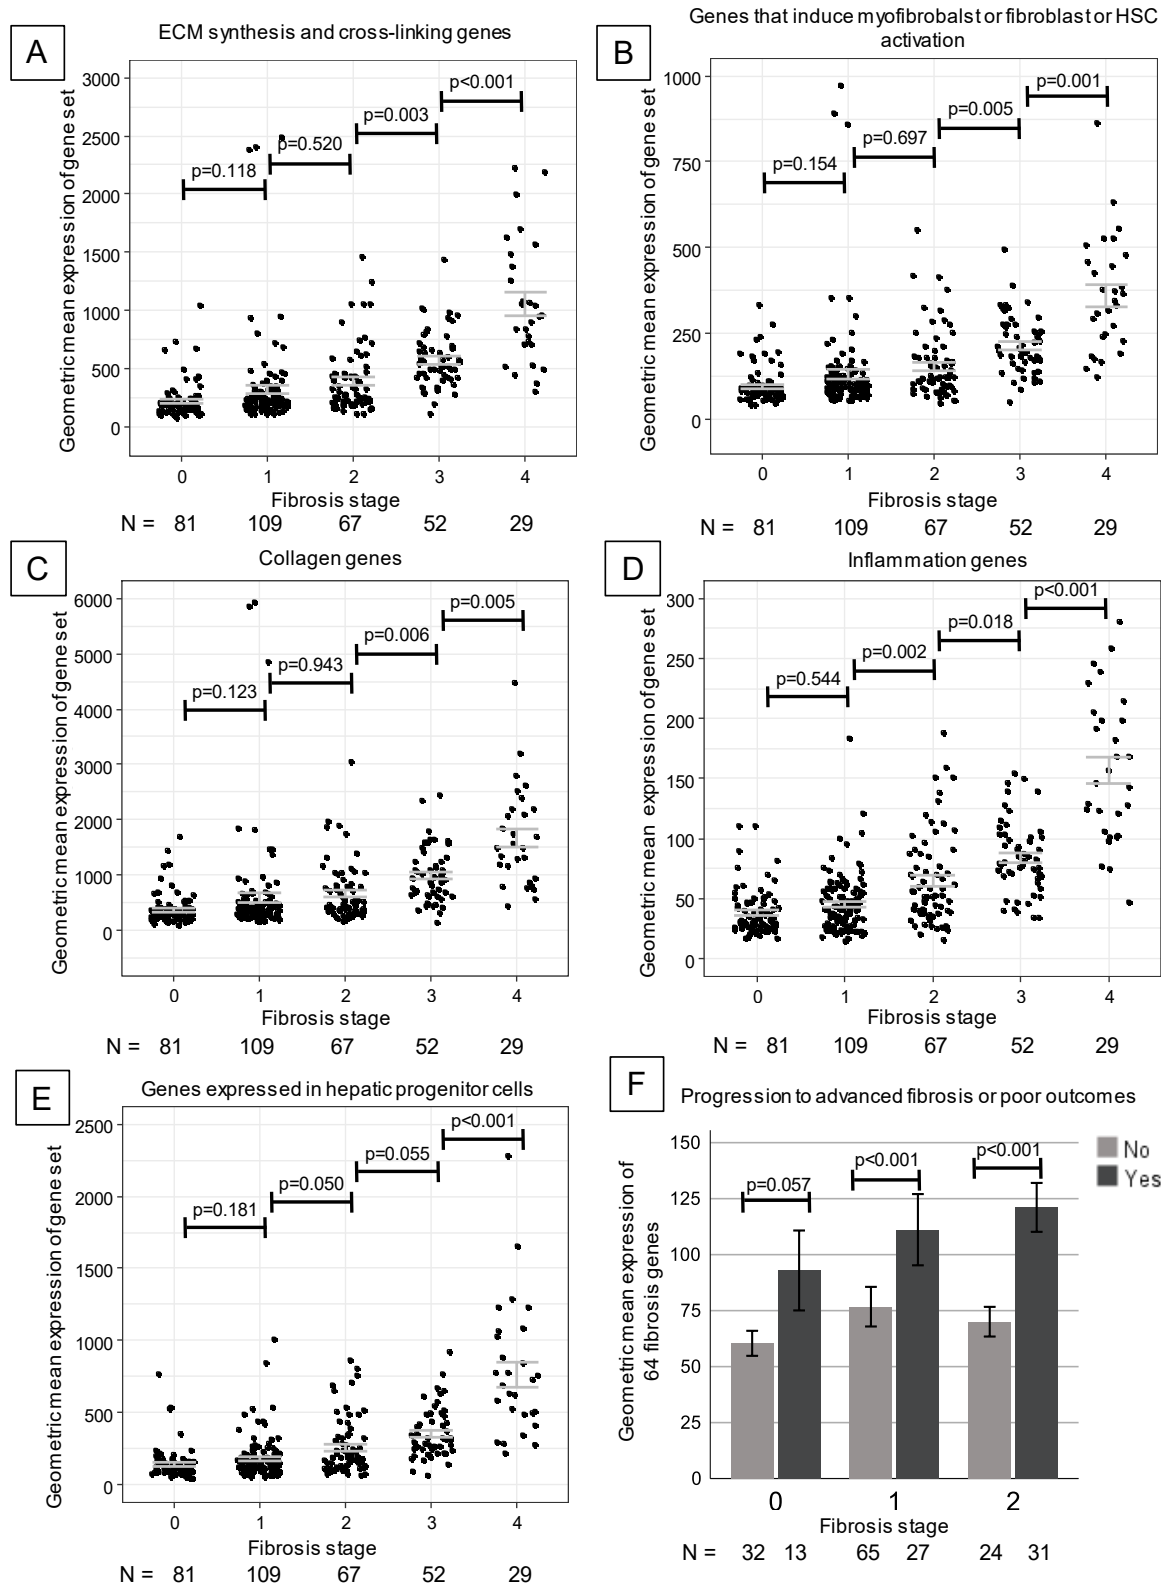 A
ECM synthesis and cross-linking genes
Geometric mean expression of gene set
3000
2500
2000
1500
1000
500
0
p=0.118
p=0.520
p=0.003
p<0.001
0 1 2 3 4
Fibrosis stage
N = 81 109 67 52 29
B
Genes that induce myofibrobalst or fibroblast or HSC
activation
Geometric mean expression of gene set
1000
750
500
250
0
p=0.154
p=0.697
p=0.005
p=0.001
0 1 2 3 4
Fibrosis stage
N = 81 109 67 52 29
C
Collagen genes
Geometric mean expression of gene set
6000
5000
4000
3000
2000
1000
0
p=0.123
p=0.943
p=0.006
p=0.005
0 1 2 3 4
Fibrosis stage
N = 81 109 67 52 29
D
Inflammation genes
Geometric mean expression of gene set
300
250
200
150
100
50
0
p=0.544
p=0.002
p=0.018
p<0.001
0 1 2 3 4
Fibrosis stage
N = 81 109 67 52 29
E
Genes expressed in hepatic progenitor cells
Geometric mean expression of gene set
2500
2000
1500
1000
500
0
p=0.181
p=0.050
p=0.055
p<0.001
0 1 2 3 4
Fibrosis stage
N = 81 109 67 52 29
F
Progression to advanced fibrosis or poor outcomes
No
Yes
Geometric mean expression of
64 fibrosis genes
150
125
100
75
50
25
0
p=0.057
p<0.001
p<0.001
0 1 2
Fibrosis stage
N = 32 13 65 27 24 31